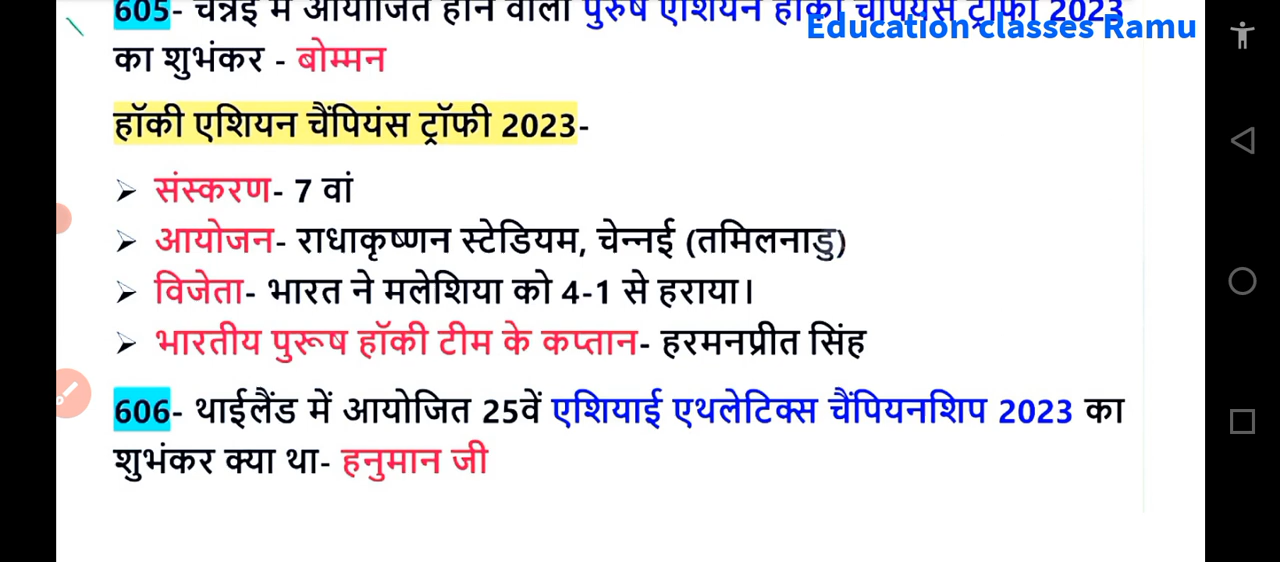 605- चेन्नई में आयोजित होने वाली पुरुष एशियन हॉकी चैंपियंस ट्रॉफी 2023
Education classes Ramu
का शुभंकर - बोम्मन
हॉकी एशियन चैंपियंस ट्रॉफी 2023-
➢ संस्करण- 7 वां
➢ आयोजन- राधाकृष्णन स्टेडियम, चेन्नई (तमिलनाडु)
➢ विजेता- भारत ने मलेशिया को 4-1 से हराया।
➢ भारतीय पुरूष हॉकी टीम के कप्तान- हरमनप्रीत सिंह
606- थाईलैंड में आयोजित 25वें एशियाई एथलेटिक्स चैंपियनशिप 2023 का
शुभंकर क्या था- हनुमान जी